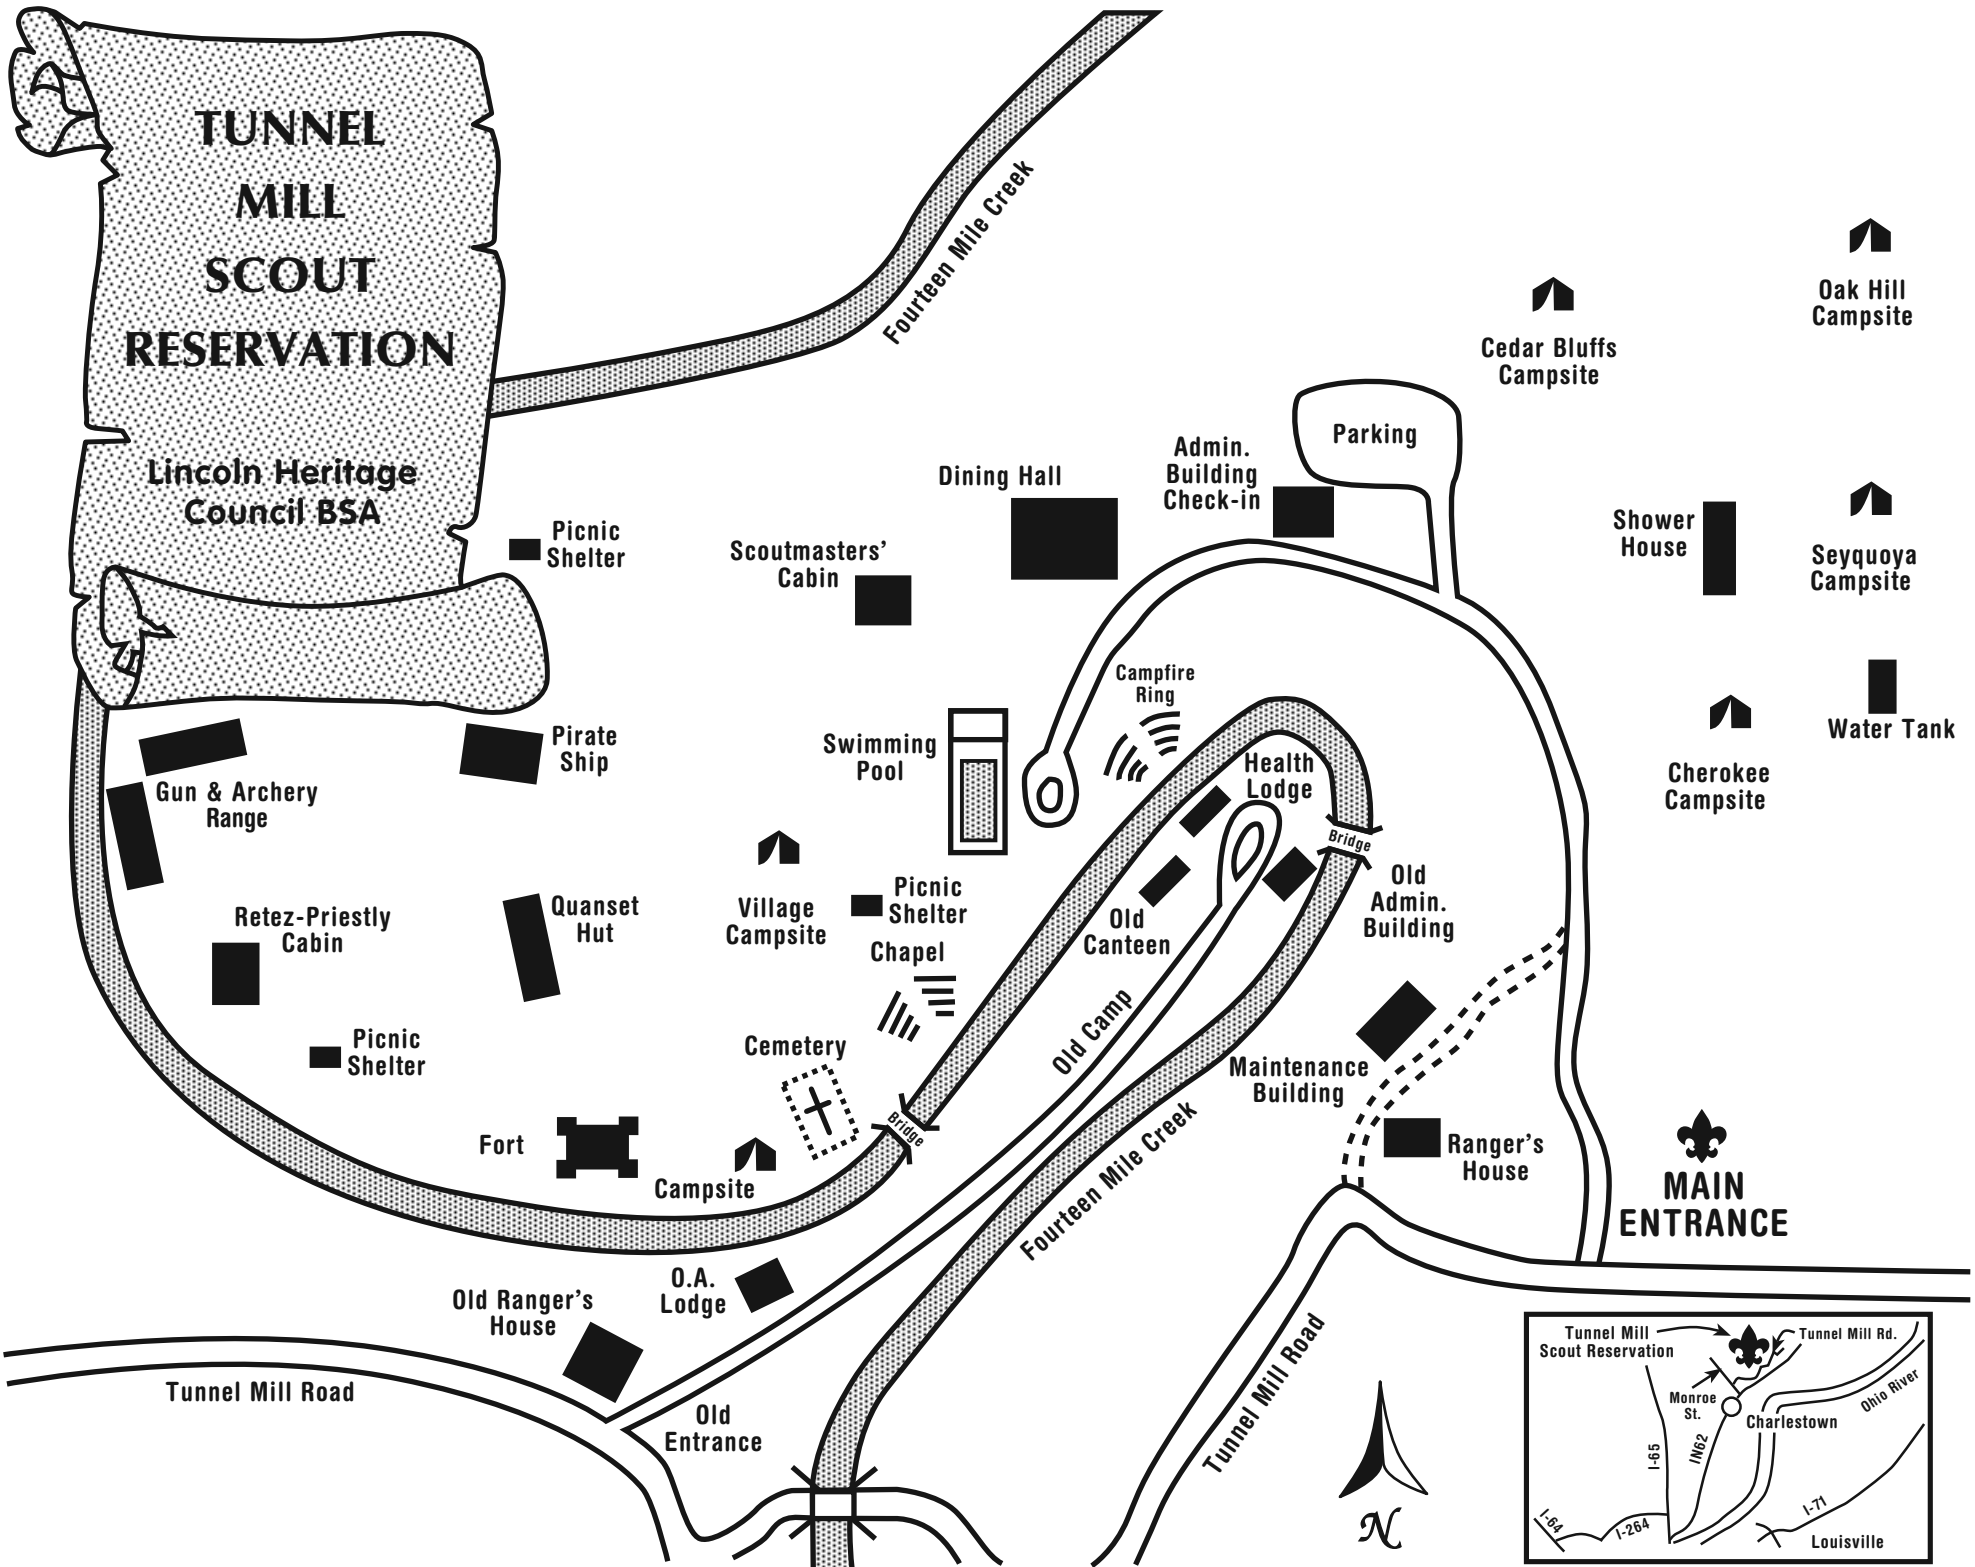 TUNNEL
MILL
SCOUT
RESERVATION
Lincoln Heritage
Council BSA
Fourteen Mile Creek
Oak Hill
Campsite
Cedar Bluffs
Campsite
Parking
Admin.
Building
Check-in
Dining Hall
Picnic
Shelter
Scoutmasters'
Cabin
Shower
House
Seyquoya
Campsite
Campfire
Ring
Water Tank
Cherokee
Campsite
Pirate
Ship
Swimming
Pool
Health
Lodge
Gun & Archery
Range
Bridge
Old
Admin.
Building
Picnic
Shelter
Village
Campsite
Retez-Priestly
Cabin
Quanset
Hut
Old
Canteen
Chapel
Old Camp
Picnic
Shelter
Cemetery
Maintenance
Building
Bridge
Fort
Campsite
Ranger's
House
Fourteen Mile Creek
MAIN
ENTRANCE
O.A.
Lodge
Old Ranger's
House
Tunnel Mill Road
Old
Entrance
Tunnel Mill Road
N
Tunnel Mill
Scout Reservation
Tunnel Mill Rd.
Monroe
St.
Charlestown
Ohio River
I-65
IN62
I-64
I-264
I-71
Louisville